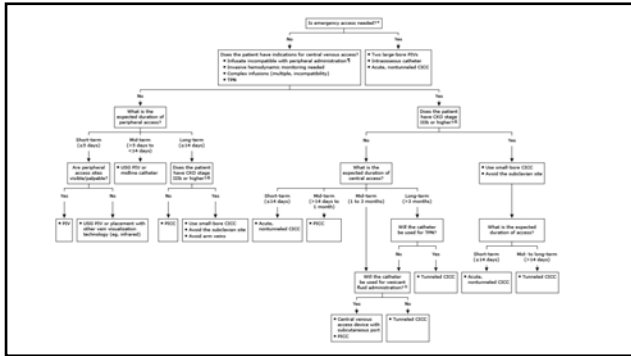 Is emergency access needed?*
No
Yes
Does the patient have indications for central venous access?
Infusate incompatible with peripheral administration¶
Invasive hemodynamic monitoring needed
Complex infusions (multiple, incompatibility)
TPN
Two large-bore PIVs
Intraosseous catheter
Acute, nontunneled CICC
No
Yes
What is the
expected duration of
peripheral access?
Does the patient
have CKD stage
IIIb or higher?
Short-term
(≤5 days)
Mid-term
(>5 days to
<14 days)
Long-term
(≥14 days)
No
Yes
Are peripheral
access sites
visible/palpable?
USG PIV or
midline catheter
Does the patient
have CKD stage
IIIb or higher?
What is the
expected duration of
central access?
Use small-bore CICC
Avoid the subclavian site
Yes
No
No
Yes
Short-term
(≤14 days)
Mid-term
(>14 days to
1 month)
Mid-term
(1 to 3 months)
Long-term
(>3 months)
PIV
USG PIV or placement with
other vein visualization
technology (eg, infrared)
PICC
Use small-bore CICC
Avoid the subclavian site
Avoid arm veins
Acute,
nontunneled CICC
PICC
Will the catheter
be used for TPN?
What is the expected
duration of access?
No
Yes
Short-term
(≤14 days)
Mid- to long-term
(>14 days)
Will the catheter
be used for vesicant
fluid administration?
Tunneled CICC
Acute,
nontunneled CICC
Tunneled CICC
Yes
No
Central venous
access device with
subcutaneous port
PICC
Tunneled CICC